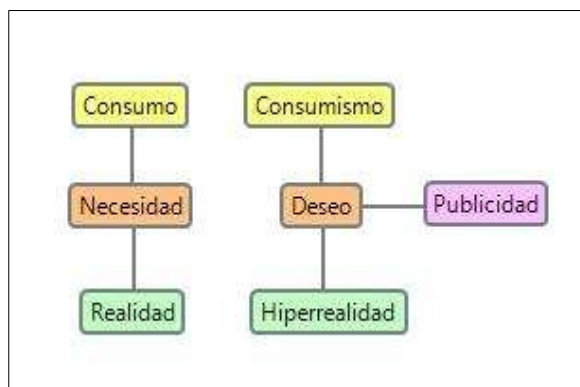 Consumo
Consumismo
Necesidad
Deseo
Publicidad
Realidad
Hiperrealidad